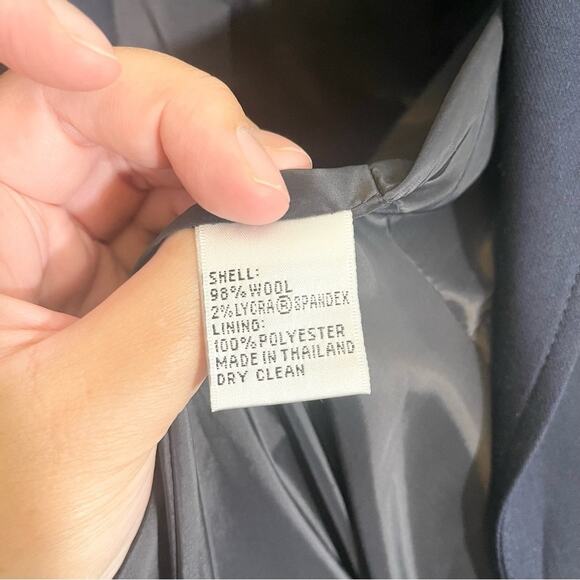 SHELL:
98% WOOL
2% LYCRA® SPANDEX
LINING:
100% POLYESTER
MADE IN THAILAND
DRY CLEAN